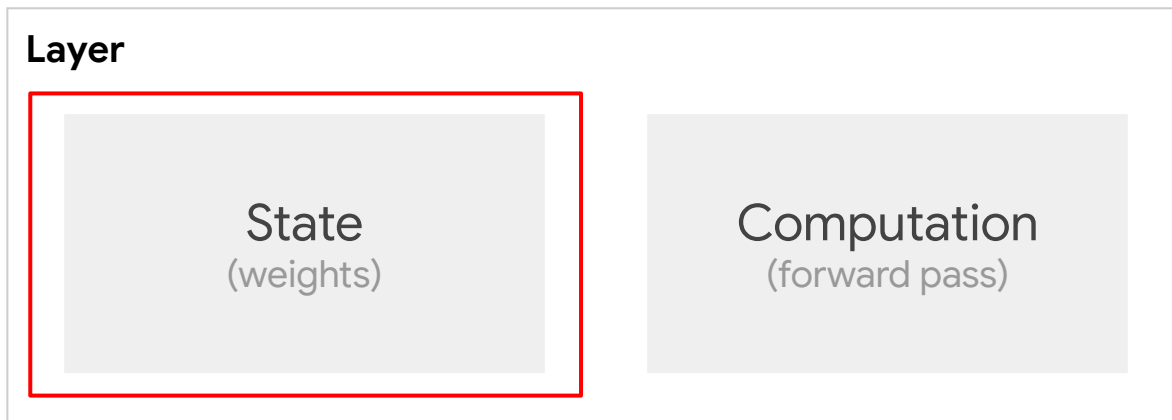 Layer
State
(weights)
Computation
(forward pass)